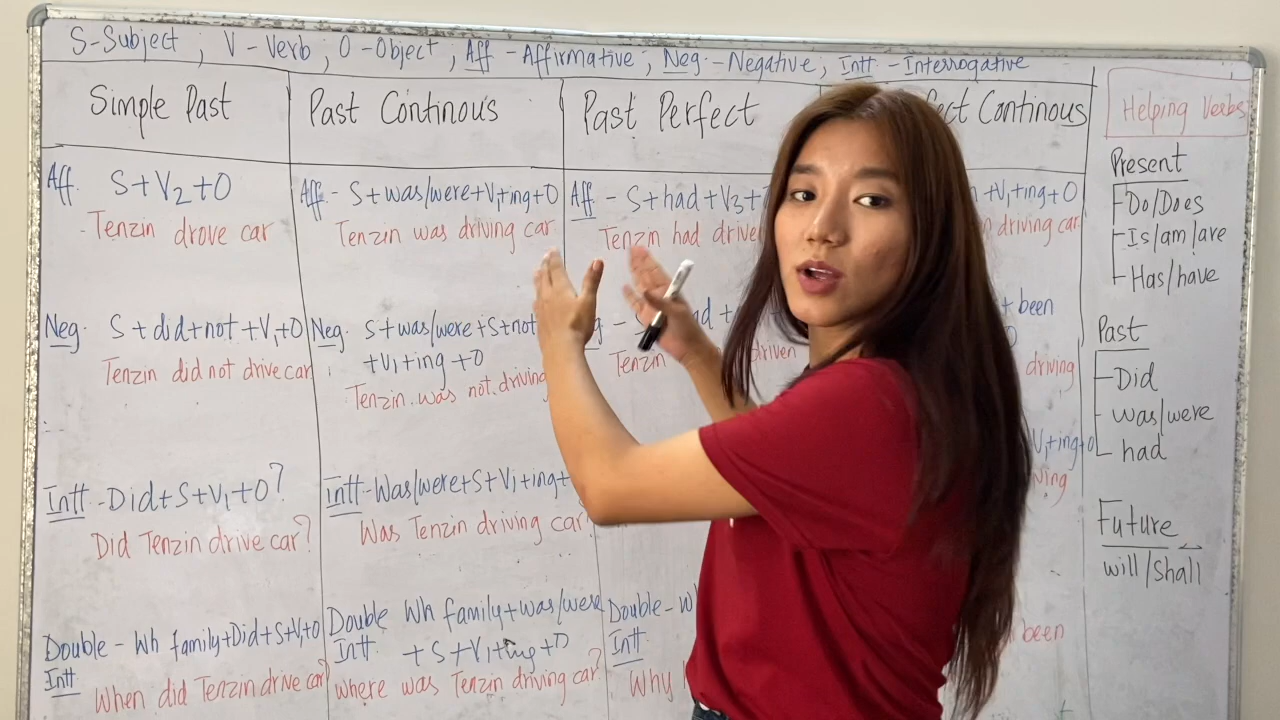 S-Subject ; V-Verb ; O-Object ; Aff-Affirmative ; Neg.-Negative ; Intt-Interrogative
Simple Past
Aff. S+V2+O
Tenzin drove car
Neg. S+did+not+V1+O
Tenzin did not drive car
Intt-Did+S+V1+O?
Did Tenzin drive car?
Double-Wh family+Did+S+V1+O
Intt
When did Tenzin drive car?
Past Continous
Aff- S+was/were+V1+ing+O
Tenzin was driving car
Neg. S+was/were+S+not
+V1+ing+O
Tenzin was not driving
Intt-Was/were+S+V1+ing+
Was Tenzin driving car?
Double Wh family+was/were
Intt +S+V1+ing+O
where was Tenzin driving car?
Past Perfect
Aff - S+had+V3+
Tenzin had drive
Tenzin driven
Double-W
Intt
Why
ect Continous
+V1+ing+O
driving car
+ been
driving
V1+ing+O
been
Helping Verbs
Present
Do/Does
Is/am/are
Has/have
Past
Did
was/were
had
Future
will/Shall